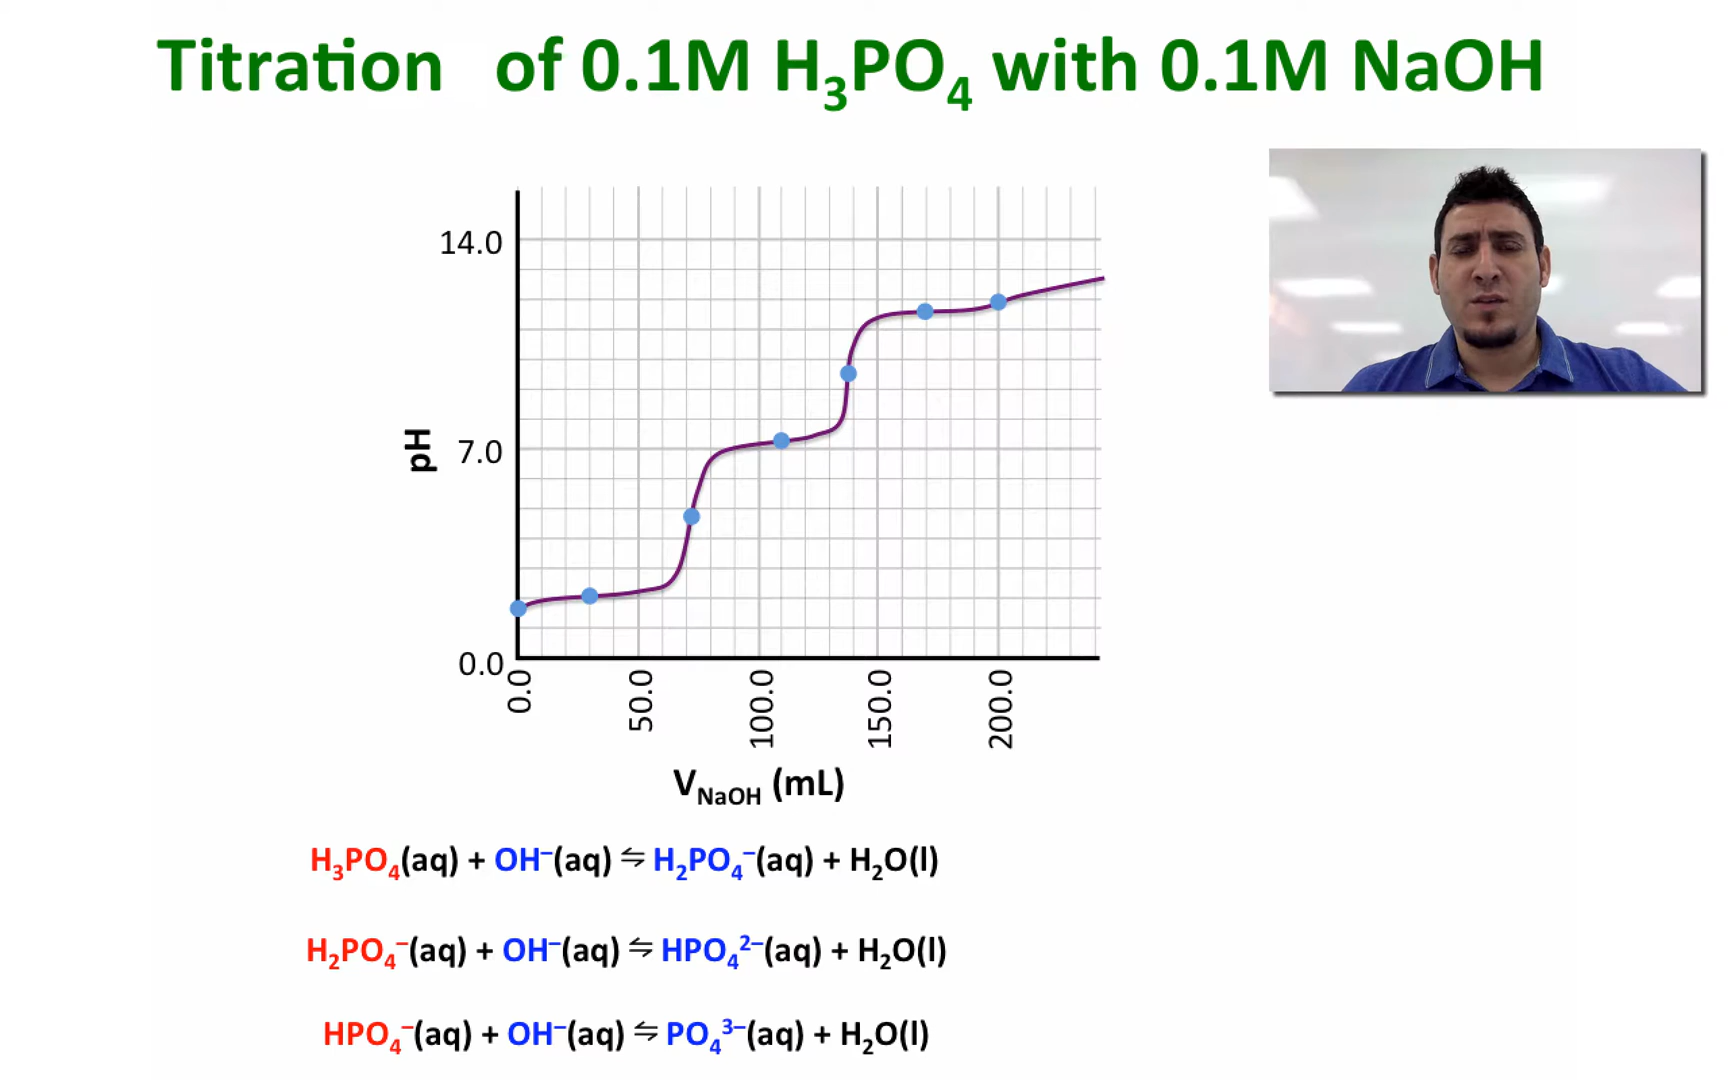 Titration of 0.1M H₃PO₄ with 0.1M NaOH
14.0
7.0
0.0
pH
0.0 50.0 100.0 150.0 200.0
V_NaOH (mL)
H₃PO₄(aq) + OH⁻(aq) ⇋ H₂PO₄⁻(aq) + H₂O(l)
H₂PO₄⁻(aq) + OH⁻(aq) ⇋ HPO₄²⁻(aq) + H₂O(l)
HPO₄⁻(aq) + OH⁻(aq) ⇋ PO₄³⁻(aq) + H₂O(l)